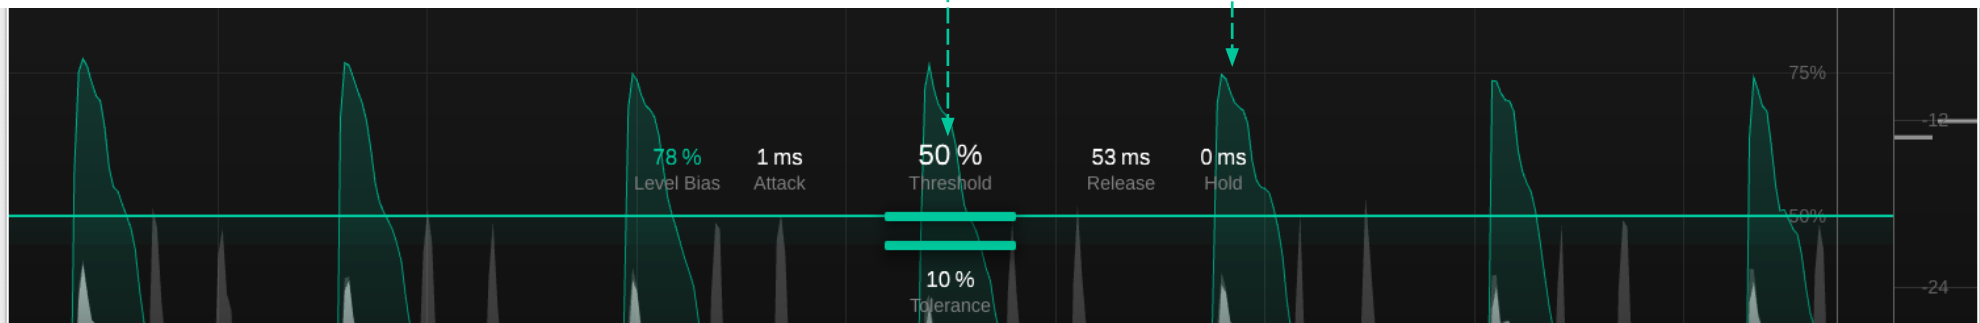 75%
-12
78 % 1 ms 50 % 53 ms 0 ms
Level Bias Attack Threshold Release Hold
50%
10 %
-24
Tolerance